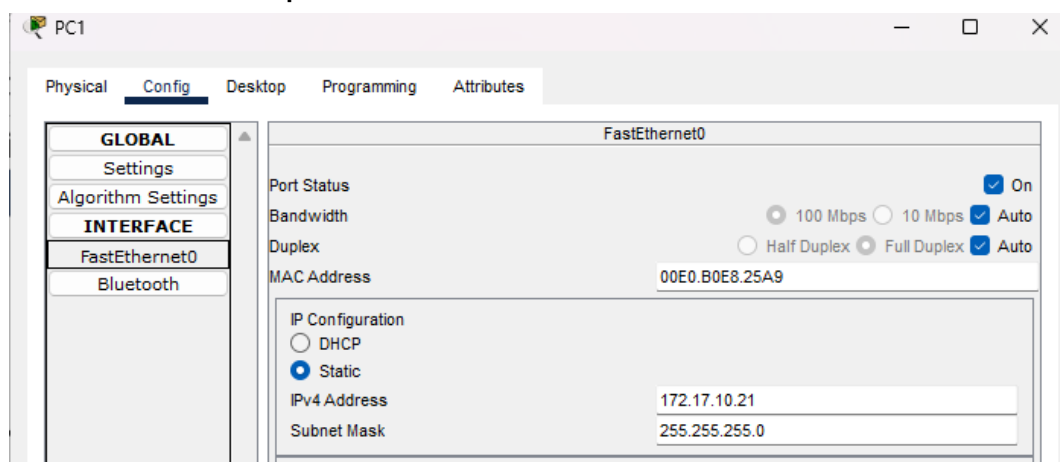 PC1
Physical Config Desktop Programming Attributes
GLOBAL
Settings
Algorithm Settings
INTERFACE
FastEthernet0
Bluetooth
FastEthernet0
Port Status On
Bandwidth 100 Mbps 10 Mbps Auto
Duplex Half Duplex Full Duplex Auto
MAC Address 00E0.B0E8.25A9
IP Configuration
DHCP
Static
IPv4 Address 172.17.10.21
Subnet Mask 255.255.255.0